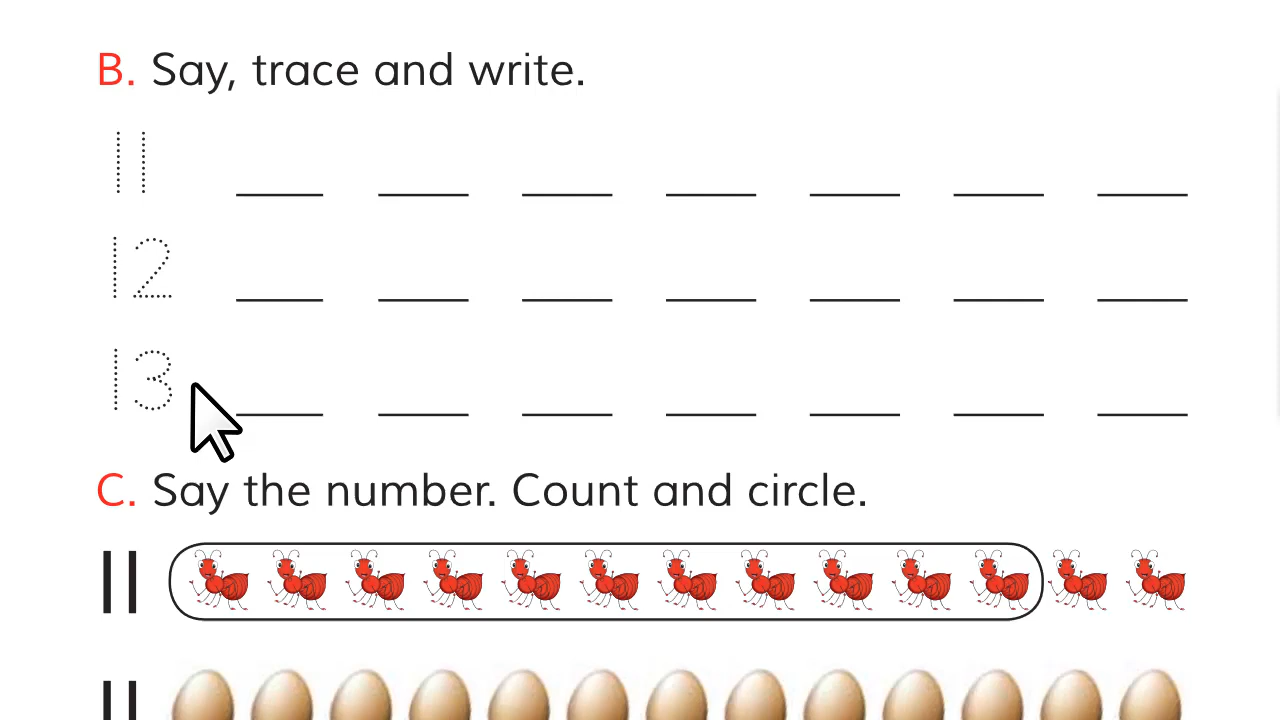 B. Say, trace and write.
11
12
13
C. Say the number. Count and circle.
11
11